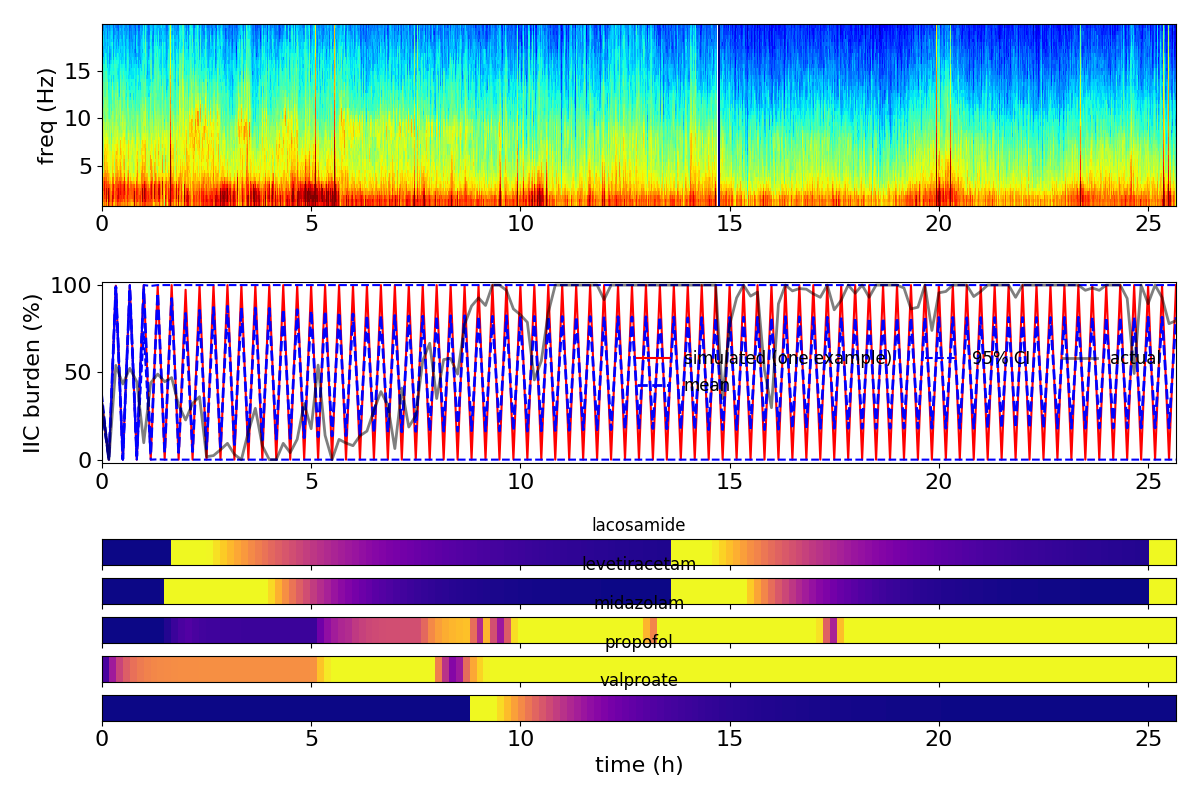 freq (Hz)
15
10
5
0 5 10 15 20 25
IIC burden (%)
100
50
0
simulated (one example) 95% CI actual
mean
0 5 10 15 20 25
lacosamide
levetiracetam
midazolam
propofol
valproate
0 5 10 15 20 25
time (h)